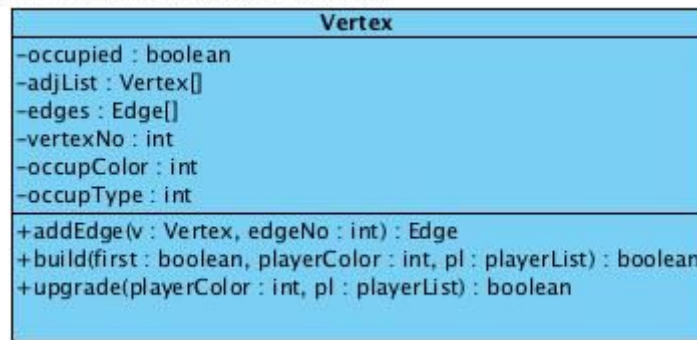 Vertex
-occupied : boolean
-adjList : Vertex[]
-edges : Edge[]
-vertexNo : int
-occupColor : int
-occupType : int
+addEdge(v : Vertex, edgeNo : int) : Edge
+build(first : boolean, playerColor : int, pl : playerList) : boolean
+upgrade(playerColor : int, pl : playerList) : boolean